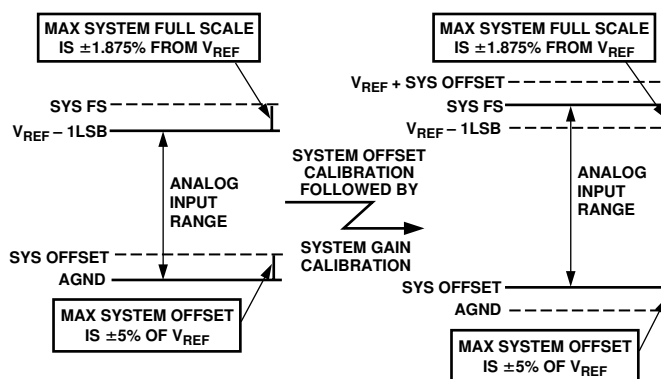 MAX SYSTEM FULL SCALE
IS ±1.875% FROM VREF
SYS FS
VREF – 1LSB
ANALOG
INPUT
RANGE
SYS OFFSET
AGND
MAX SYSTEM OFFSET
IS ±5% OF VREF
SYSTEM OFFSET
CALIBRATION
FOLLOWED BY
SYSTEM GAIN
CALIBRATION
MAX SYSTEM FULL SCALE
IS ±1.875% FROM VREF
VREF + SYS OFFSET
SYS FS
VREF – 1LSB
ANALOG
INPUT
RANGE
SYS OFFSET
AGND
MAX SYSTEM OFFSET
IS ±5% OF VREF